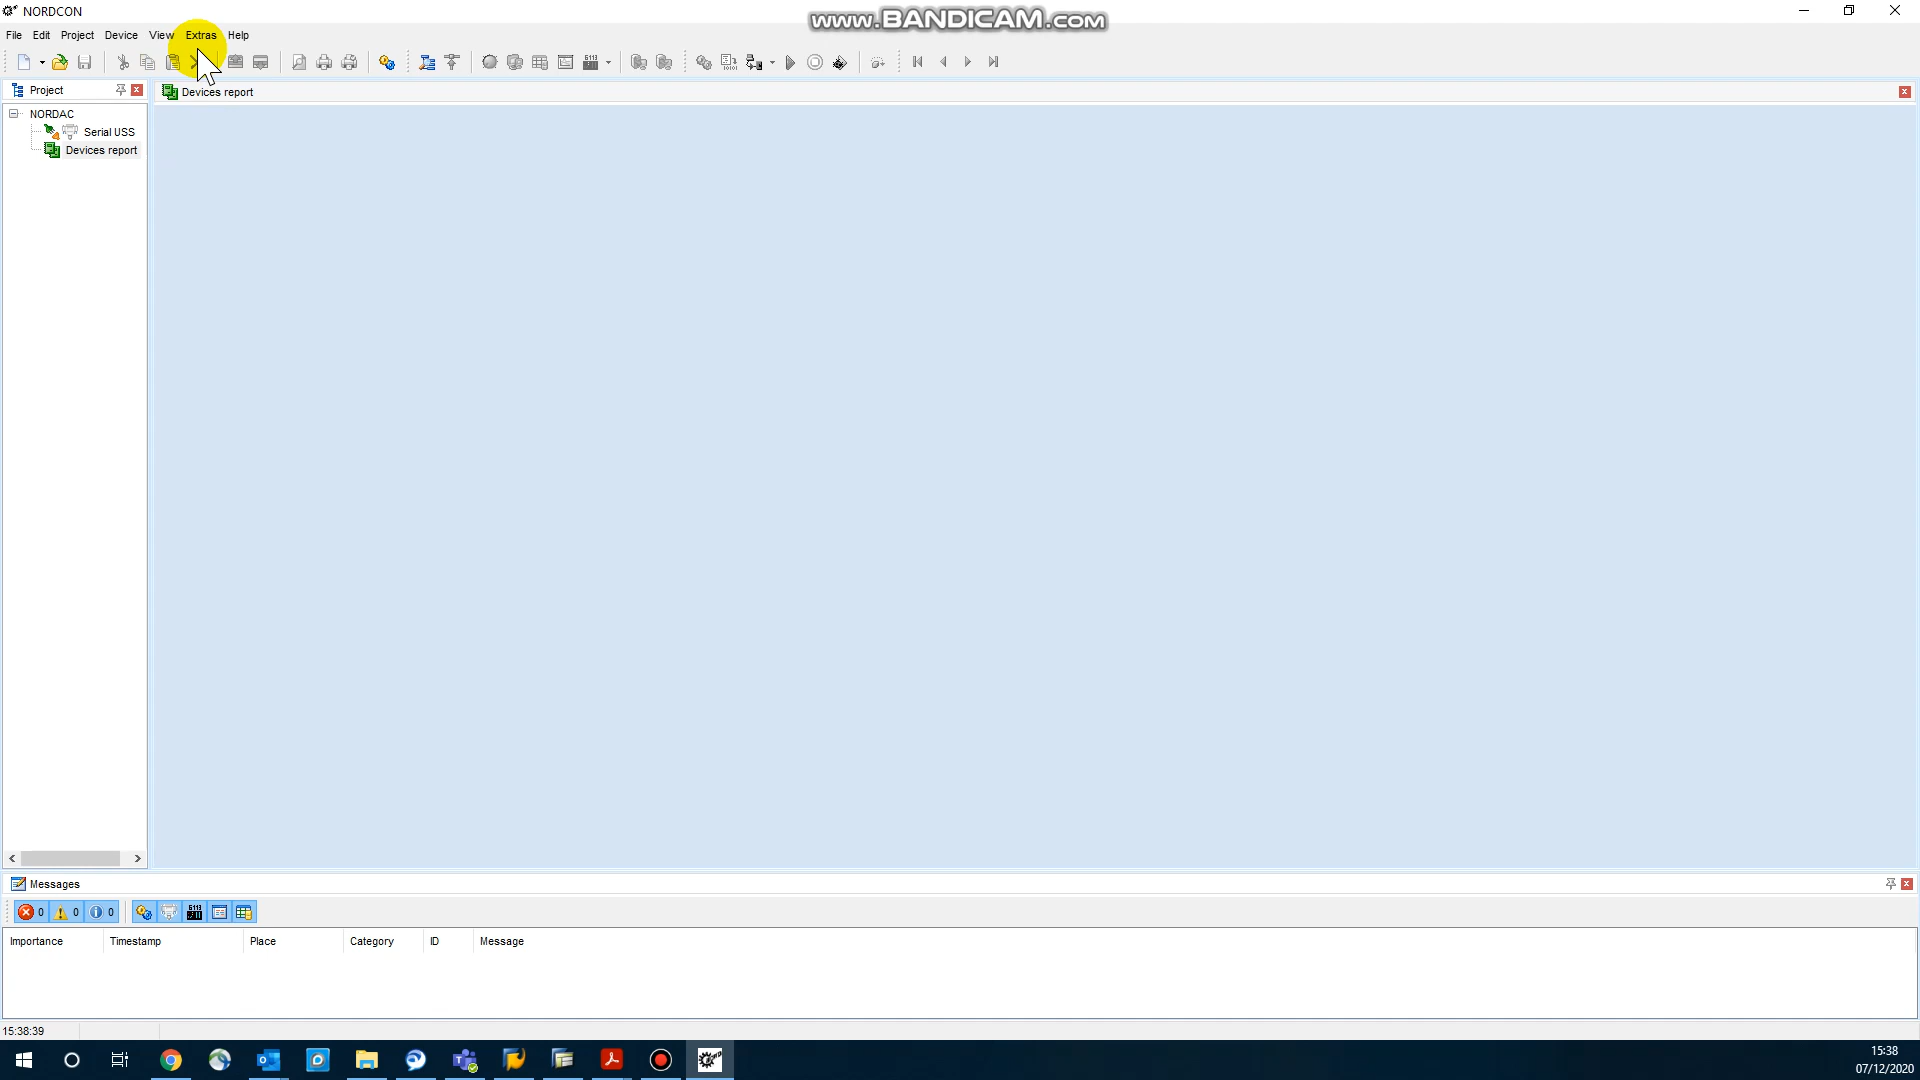 NORDCON
www.BANDICAM.com
File Edit Project Device View Extras Help
Project
Devices report
NORDAC
Serial USS
Devices report
Messages
0 0 0
Importance Timestamp Place Category ID Message
15:38:39
15:38
07/12/2020